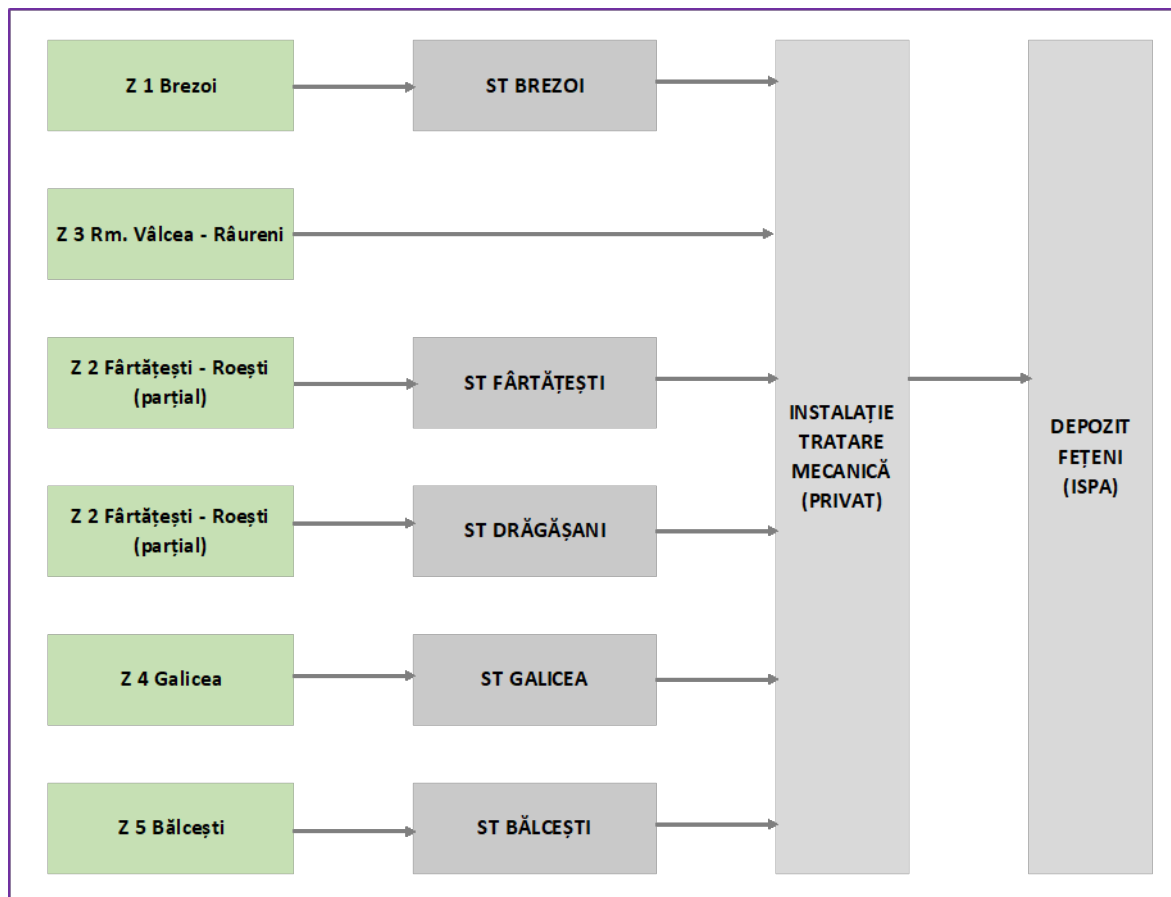 Z 1 Brezoi
ST BREZOI
Z 3 Rm. Vâlcea - Râureni
Z 2 Fârtățești - Roești
(parțial)
ST FÂRTĂȚEȘTI
Z 2 Fârtățești - Roești
(parțial)
ST DRĂGĂȘANI
Z 4 Galicea
ST GALICEA
Z 5 Bălcești
ST BĂLCEȘTI
INSTALAȚIE
TRATARE
MECANICĂ
(PRIVAT)
DEPOZIT
FEȚENI
(ISPA)